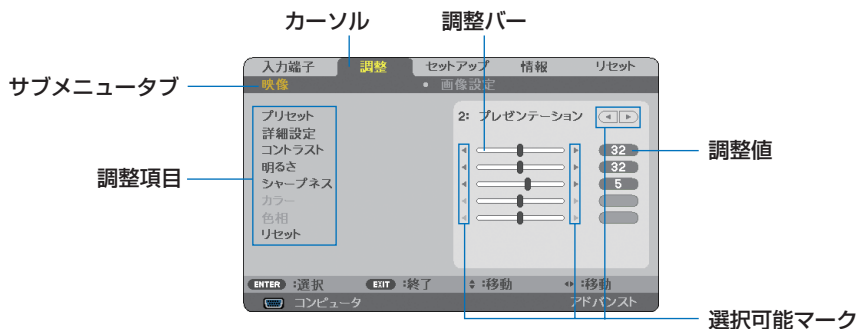 カーソル 調整バー
入力端子 調整 セットアップ 情報 リセット
サブメニュータブ 映像 ● 画像設定
プリセット 2: プレゼンテーション
詳細設定
コントラスト 32 調整値
明るさ 32
調整項目 シャープネス 5
カラー
色相
リセット
ENTER :選択 EXIT :終了 :移動 :移動
コンピュータ アドバンスト
選択可能マーク